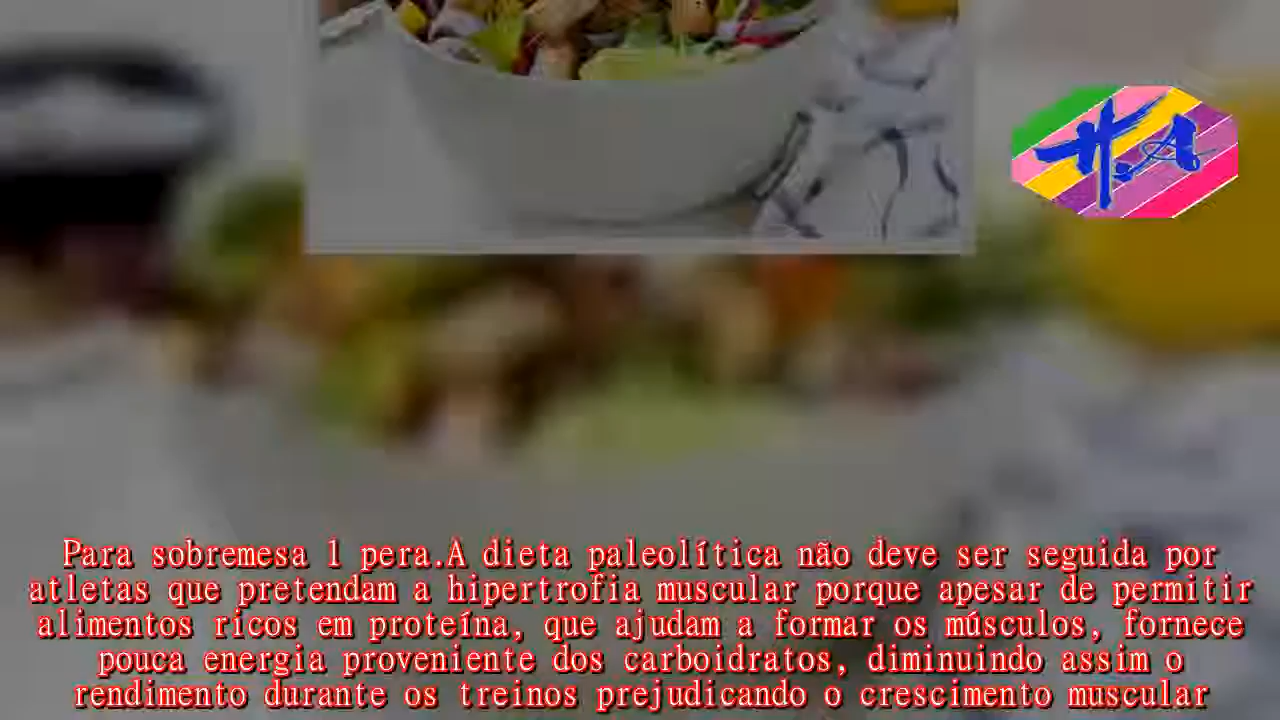 H.A
Para sobremesa 1 pera.A dieta paleolítica não deve ser seguida por
atletas que pretendam a hipertrofia muscular porque apesar de permitir
alimentos ricos em proteína, que ajudam a formar os músculos, fornece
pouca energia proveniente dos carboidratos, diminuindo assim o
rendimento durante os treinos prejudicando o crescimento muscular